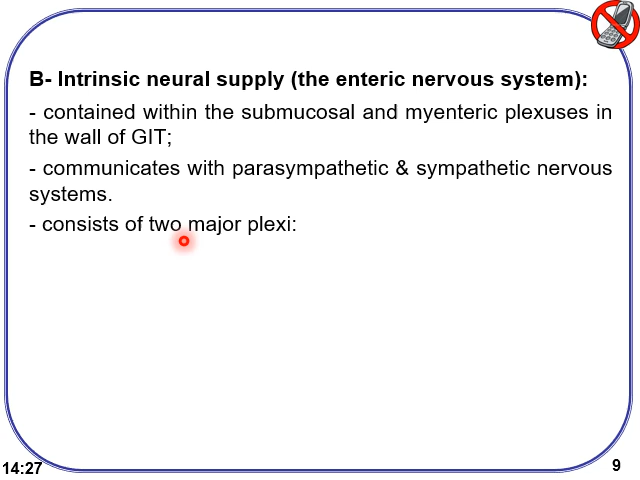 B- Intrinsic neural supply (the enteric nervous system):
- contained within the submucosal and myenteric plexuses in
the wall of GIT;
- communicates with parasympathetic & sympathetic nervous
systems.
- consists of two major plexi:
14:27
9